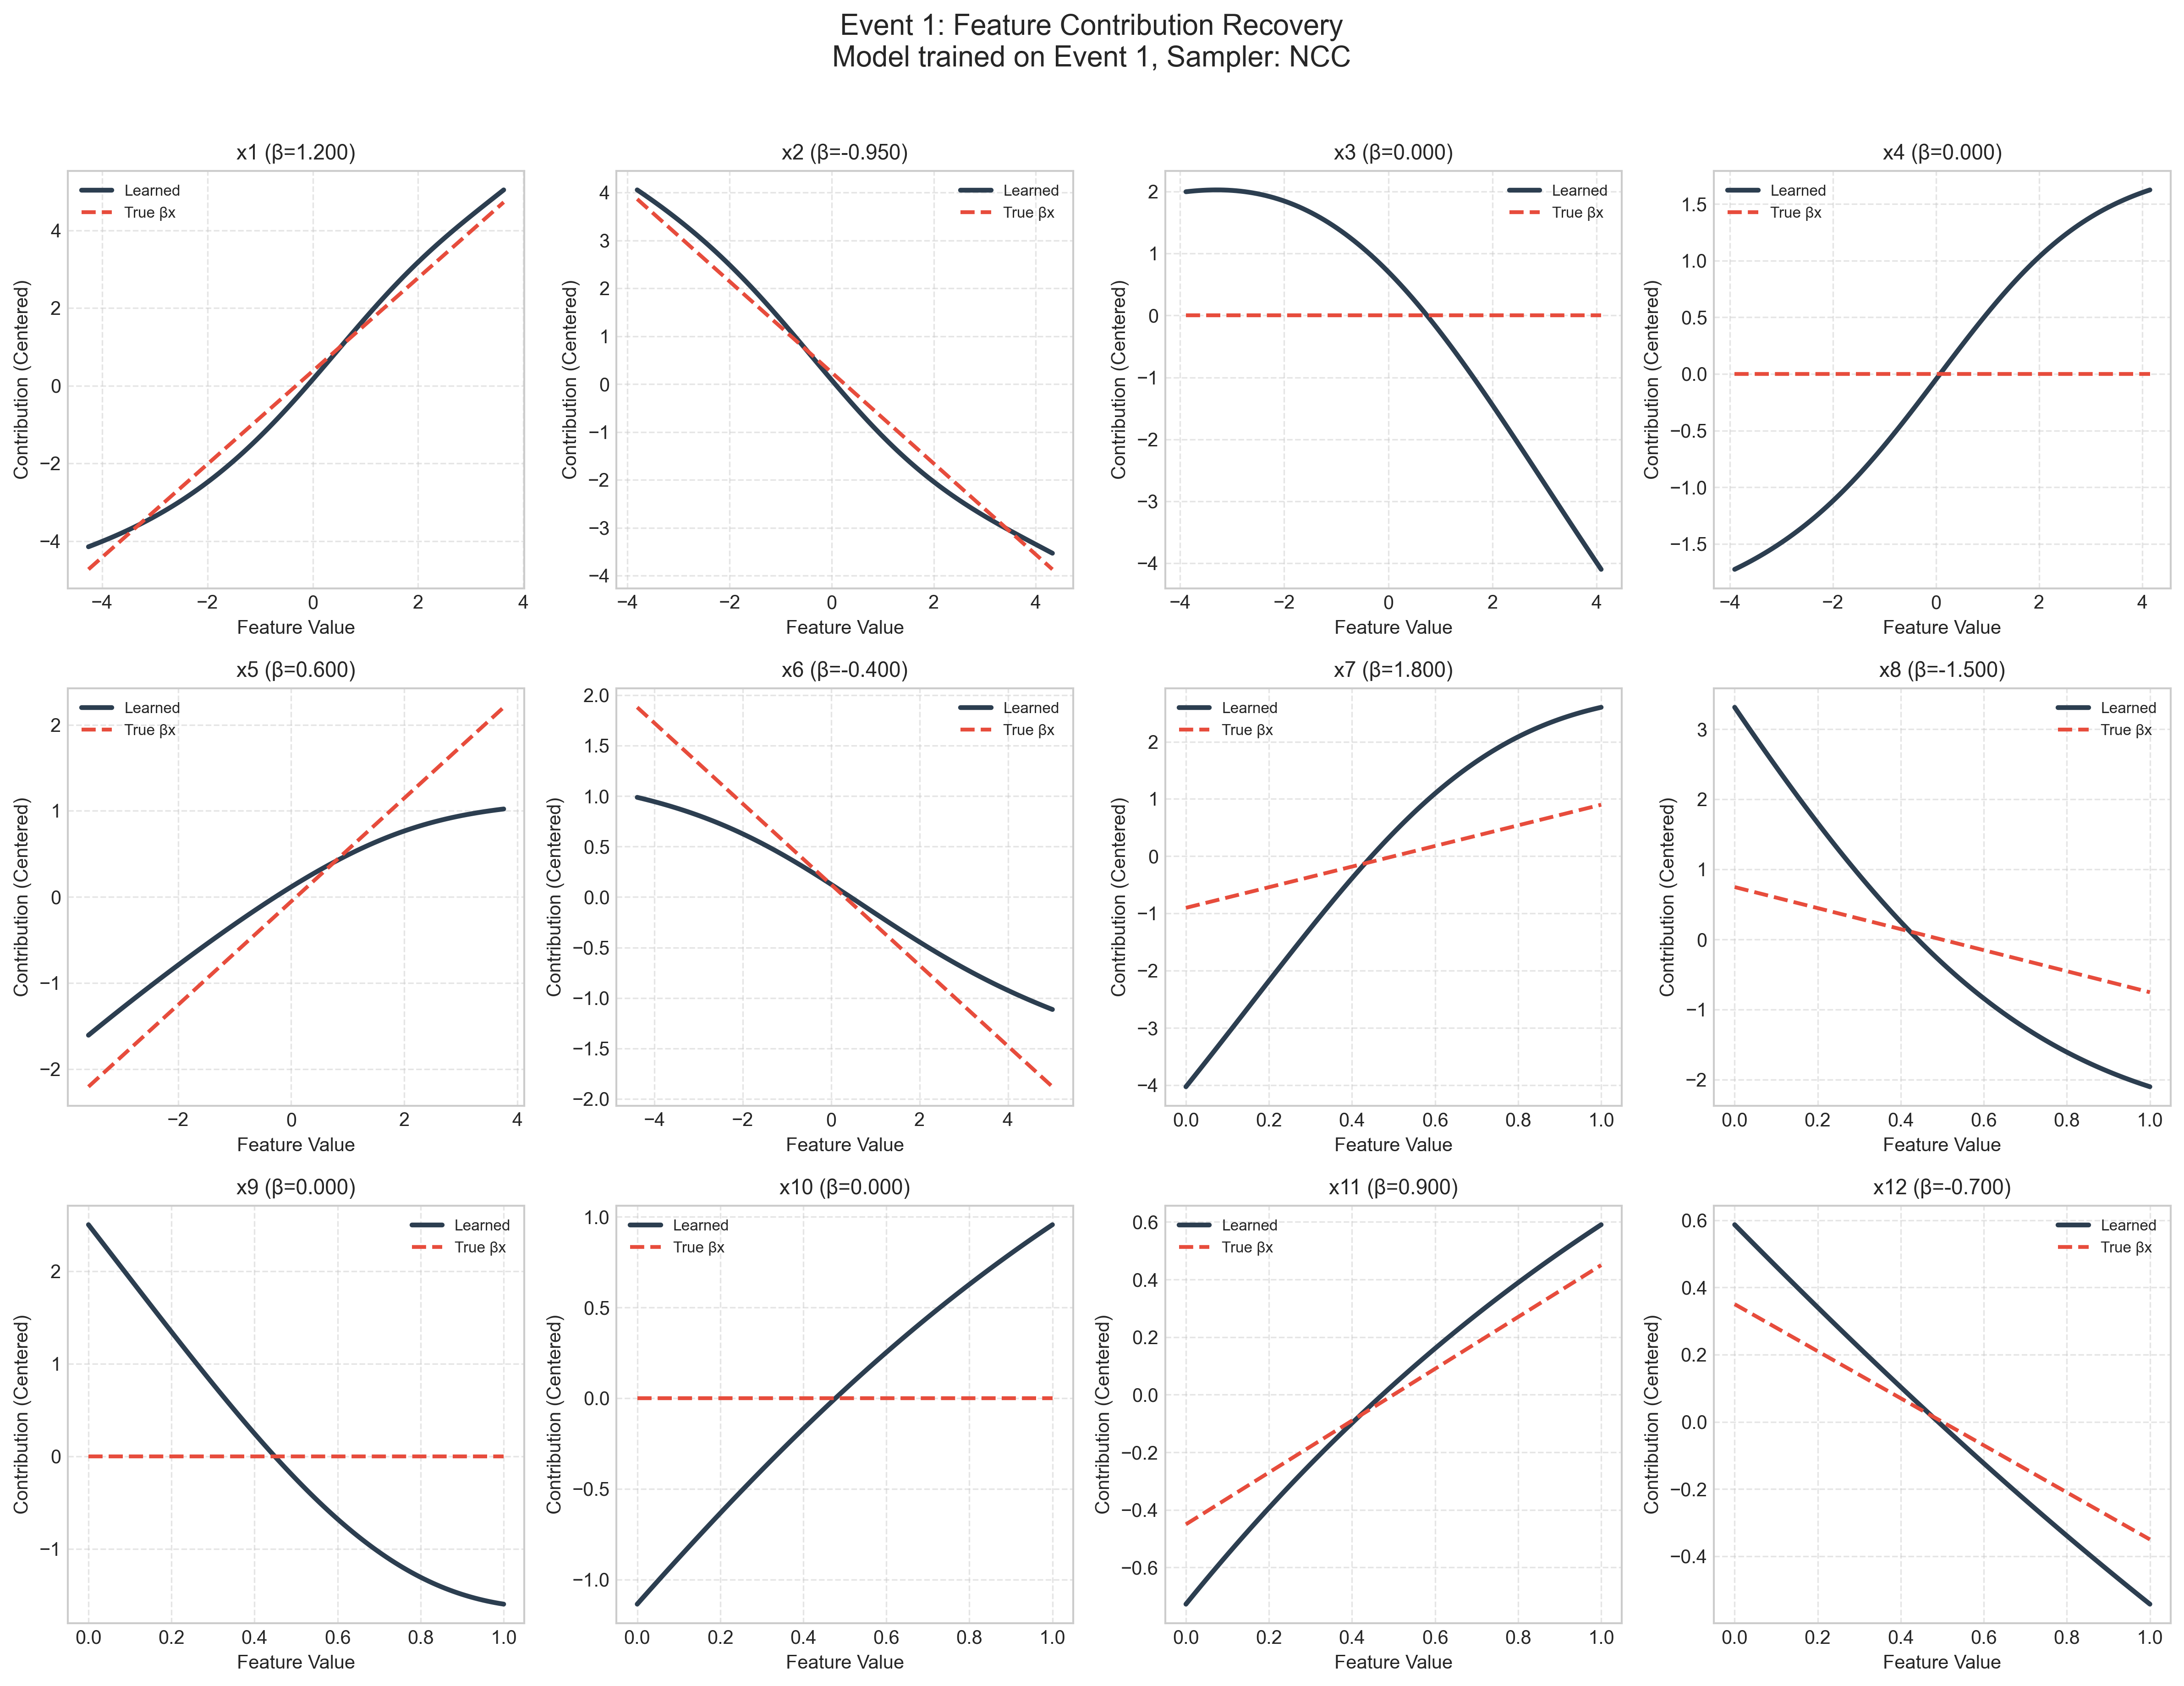 Event 1: Feature Contribution Recovery
Model trained on Event 1, Sampler: NCC
x1 (β=1.200)
Learned
True βx
Contribution (Centered)
4
2
0
−2
−4
−4 −2 0 2 4
Feature Value
x2 (β=-0.950)
Learned
True βx
Contribution (Centered)
4
3
2
1
0
−1
−2
−3
−4
−4 −2 0 2 4
Feature Value
x3 (β=0.000)
Learned
True βx
Contribution (Centered)
2
1
0
−1
−2
−3
−4
−4 −2 0 2 4
Feature Value
x4 (β=0.000)
Learned
True βx
Contribution (Centered)
1.5
1.0
0.5
0.0
−0.5
−1.0
−1.5
−4 −2 0 2 4
Feature Value
x5 (β=0.600)
Learned
True βx
Contribution (Centered)
2
1
0
−1
−2
−2 0 2 4
Feature Value
x6 (β=-0.400)
Learned
True βx
Contribution (Centered)
2.0
1.5
1.0
0.5
0.0
−0.5
−1.0
−1.5
−2.0
−4 −2 0 2 4
Feature Value
x7 (β=1.800)
Learned
True βx
Contribution (Centered)
2
1
0
−1
−2
−3
−4
0.0 0.2 0.4 0.6 0.8 1.0
Feature Value
x8 (β=-1.500)
Learned
True βx
Contribution (Centered)
3
2
1
0
−1
−2
0.0 0.2 0.4 0.6 0.8 1.0
Feature Value
x9 (β=0.000)
Learned
True βx
Contribution (Centered)
2
1
0
−1
0.0 0.2 0.4 0.6 0.8 1.0
Feature Value
x10 (β=0.000)
Learned
True βx
Contribution (Centered)
1.0
0.5
0.0
−0.5
−1.0
0.0 0.2 0.4 0.6 0.8 1.0
Feature Value
x11 (β=0.900)
Learned
True βx
Contribution (Centered)
0.6
0.4
0.2
0.0
−0.2
−0.4
−0.6
0.0 0.2 0.4 0.6 0.8 1.0
Feature Value
x12 (β=-0.700)
Learned
True βx
Contribution (Centered)
0.6
0.4
0.2
0.0
−0.2
−0.4
0.0 0.2 0.4 0.6 0.8 1.0
Feature Value